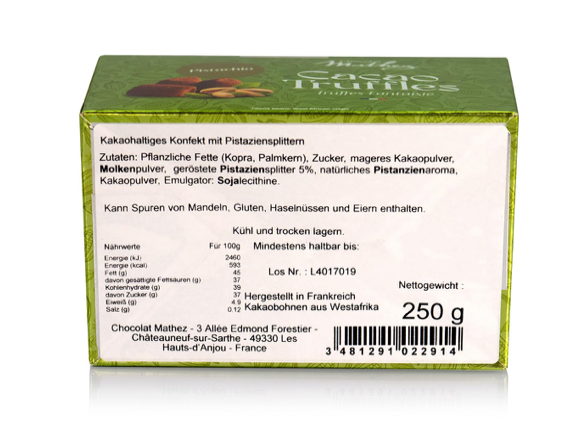 Pistachio
Mathez
Cacao
Truffles
Truffes Fantaisie
Kakaohaltiges Konfekt mit Pistaziensplittern
Zutaten: Pflanzliche Fette (Kopra, Palmkern), Zucker, mageres Kakaopulver,
Molkenpulver, geröstete Pistaziensplitter 5%, natürliches Pistanzienaroma,
Kakaopulver, Emulgator: Sojalecithine.
Kann Spuren von Mandeln, Gluten, Haselnüssen und Eiern enthalten.
Kühl und trocken lagern.
Nährwerte Für 100g
Energie (kJ) 2460
Energie (kcal) 593
Fett (g) 45
davon gesättigte Fettsäuren (g) 37
Kohlenhydrate (g) 39
davon Zucker (g) 37
Eiweiß (g) 4.9
Salz (g) 0.12
Mindestens haltbar bis:
Los Nr. : L4017019
Hergestellt in Frankreich
Kakaobohnen aus Westafrika
Nettogewicht :
250 g
Chocolat Mathez - 3 Allée Edmond Forestier -
Châteauneuf-sur-Sarthe - 49330 Les
Hauts-d'Anjou - France
3 481291 022914